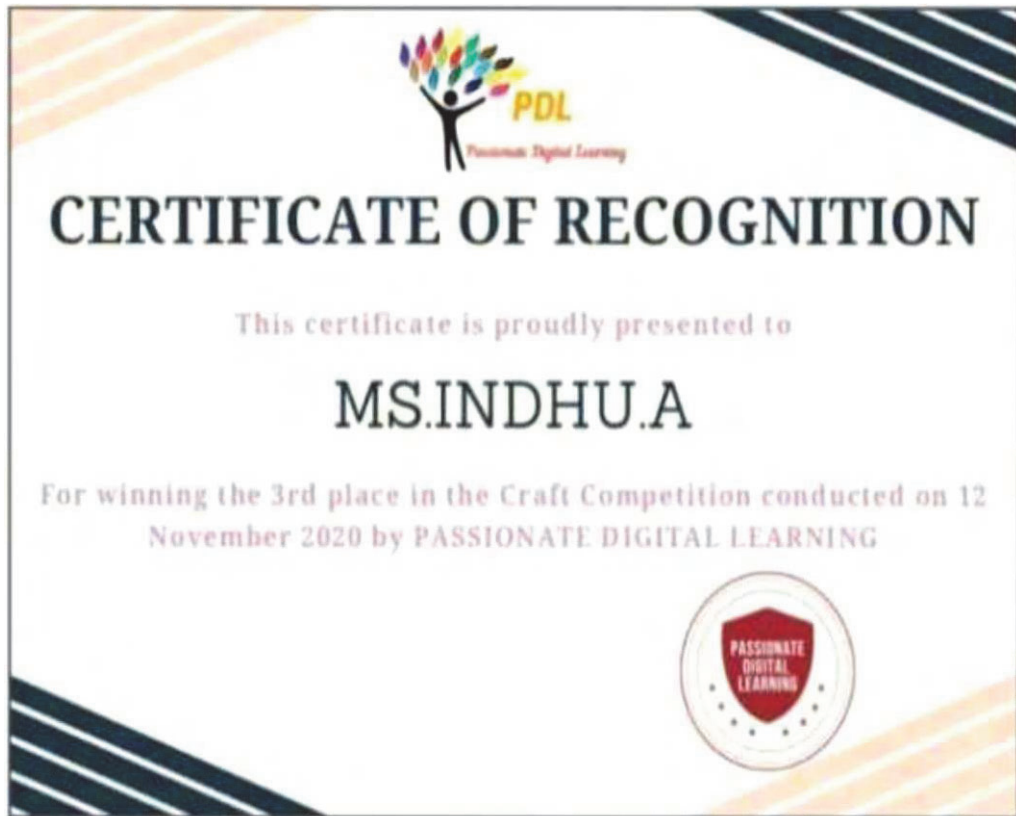 PDL
Passionate Digital Learning
CERTIFICATE OF RECOGNITION
This certificate is proudly presented to
MS.INDHU.A
For winning the 3rd place in the Craft Competition conducted on 12
November 2020 by PASSIONATE DIGITAL LEARNING
PASSIONATE
DIGITAL
LEARNING